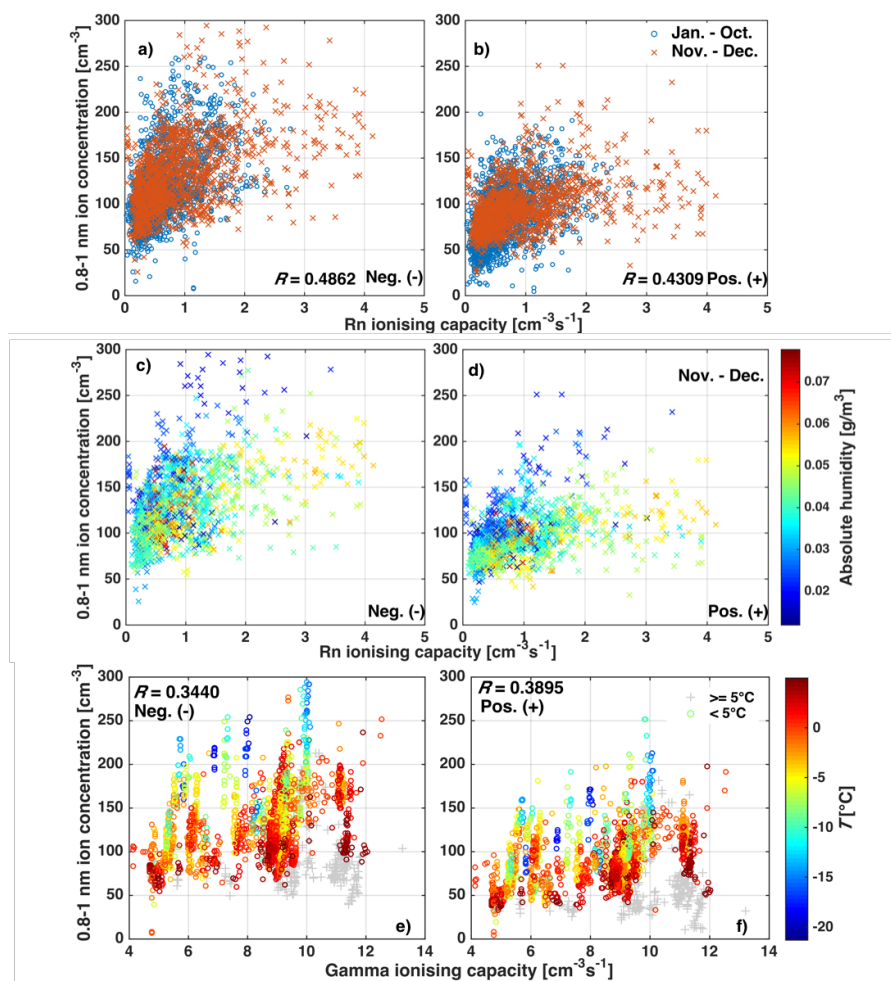 300
250
200
150
100
50
0
0.8-1 nm ion concentration [cm-3]
a)
R = 0.4862 Neg. (-)
0 1 2 3 4 5
b)
Jan. - Oct.
Nov. - Dec.
300
250
200
150
100
50
0
R = 0.4309 Pos. (+)
0 1 2 3 4 5
Rn ionising capacity [cm-3s-1]
300
250
200
150
100
50
0
0.8-1 nm ion concentration [cm-3]
c)
Neg. (-)
0 1 2 3 4 5
300
250
200
150
100
50
0
d)
Nov. - Dec.
Pos. (+)
0 1 2 3 4 5
Rn ionising capacity [cm-3s-1]
0.07
0.06
0.05
0.04
0.03
0.02
Absolute humidity [g/m3]
300
250
200
150
100
50
0
0.8-1 nm ion concentration [cm-3]
R = 0.3440
Neg. (-)
e)
4 6 8 10 12 14
300
250
200
150
100
50
0
R = 0.3895
Pos. (+)
>= 5°C
< 5°C
f)
4 6 8 10 12 14
Gamma ionising capacity [cm-3s-1]
0
-5
-10
-15
-20
T [°C]